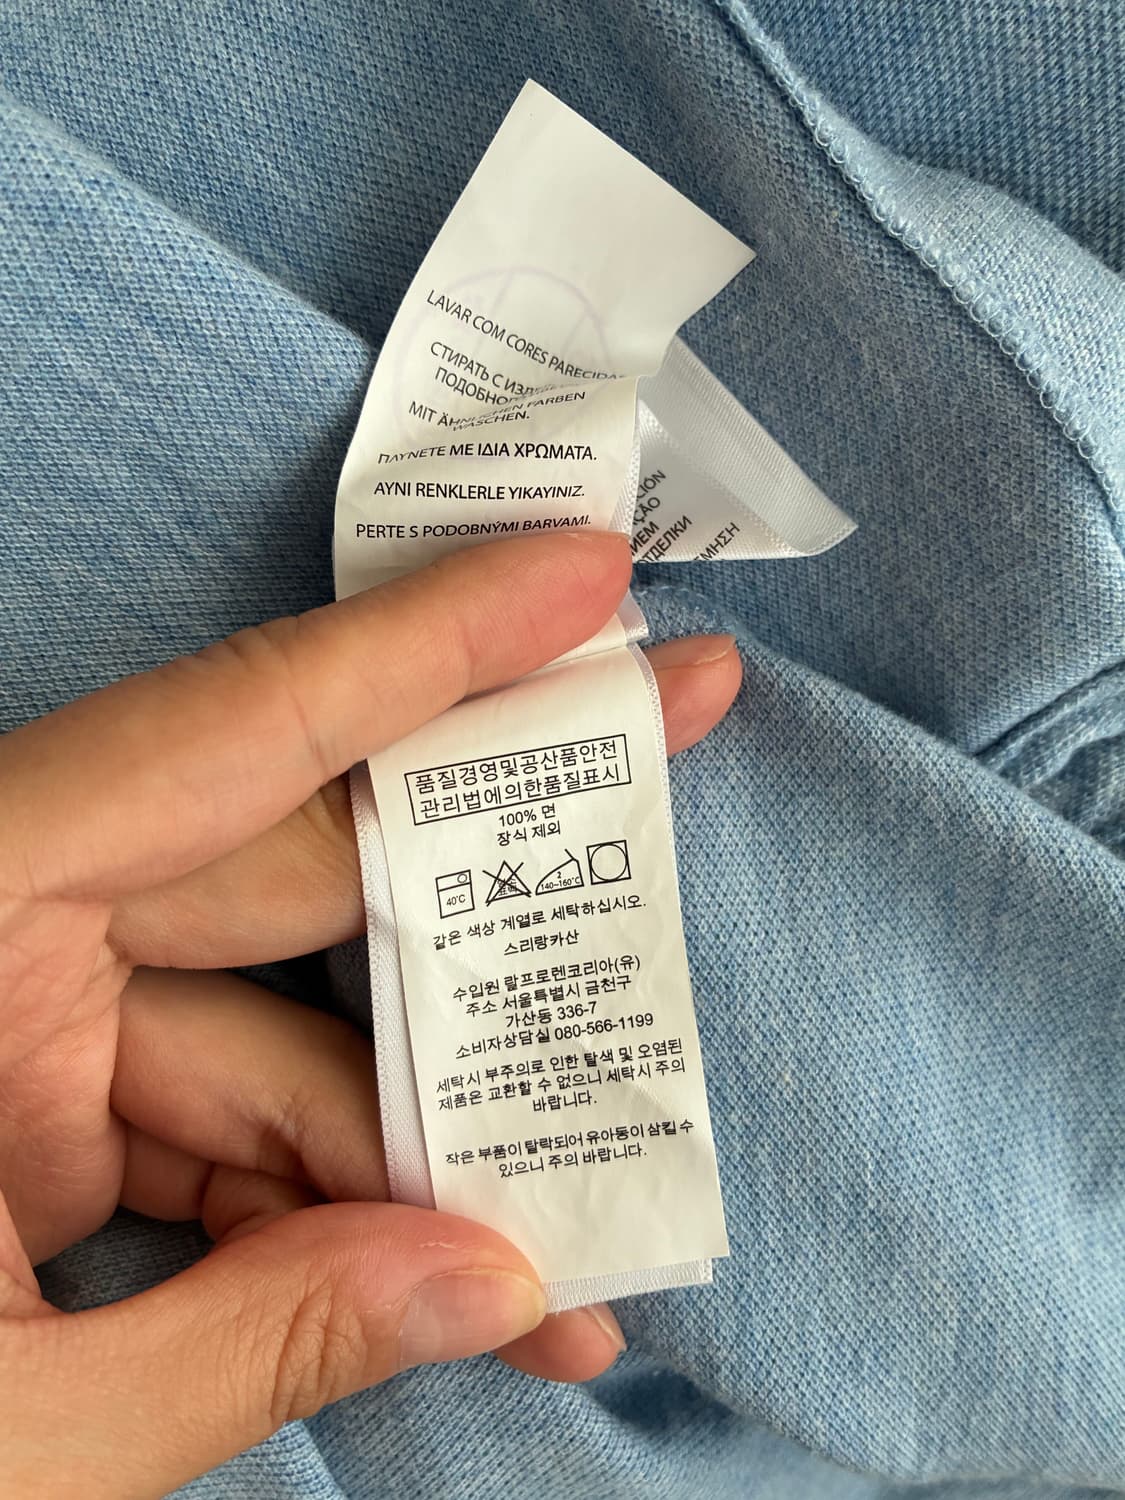 LAVAR COM CORES
СТИРАТЬ С
MIT ÄHNLICHEN FARBEN
WASCHEN.
ΠΛΥΝΕΤΕ ΜΕ ΙΔΙΑ ΧΡΩΜΑΤΑ.
AYNI RENKLERLE YIKAYINIZ.
PERTE S PODOBNÝMI BARVAMI.
품질경영및공산품안전
관리법에의한품질표시
100% 면
장식 제외
40°C
표백
2
140~160°C
같은 색상 계열로 세탁하십시오.
스리랑카산
수입원 랄프로렌코리아(유)
주소 서울특별시 금천구
가산동 336-7
소비자상담실 080-566-1199
세탁시 부주의로 인한 탈색 및 오염된
제품은 교환할 수 없으니 세탁시 주의
바랍니다.
작은 부품이 탈락되어 유아동이 삼킬 수
있으니 주의 바랍니다.